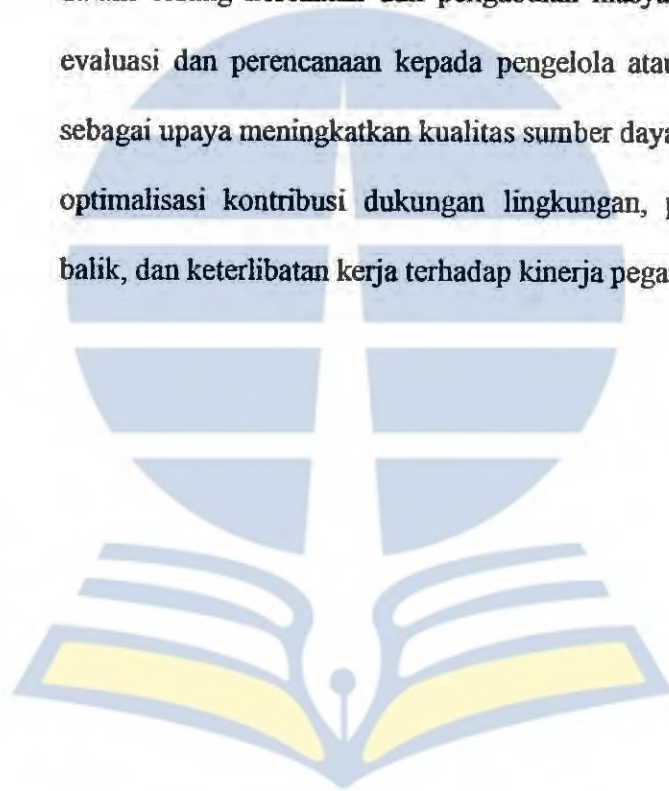 evaluasi dan perencanaan kepada pengelola atau
sebagai upaya meningkatkan kualitas sumber daya
optimalisasi kontribusi dukungan lingkungan,
balik, dan keterlibatan kerja terhadap kinerja